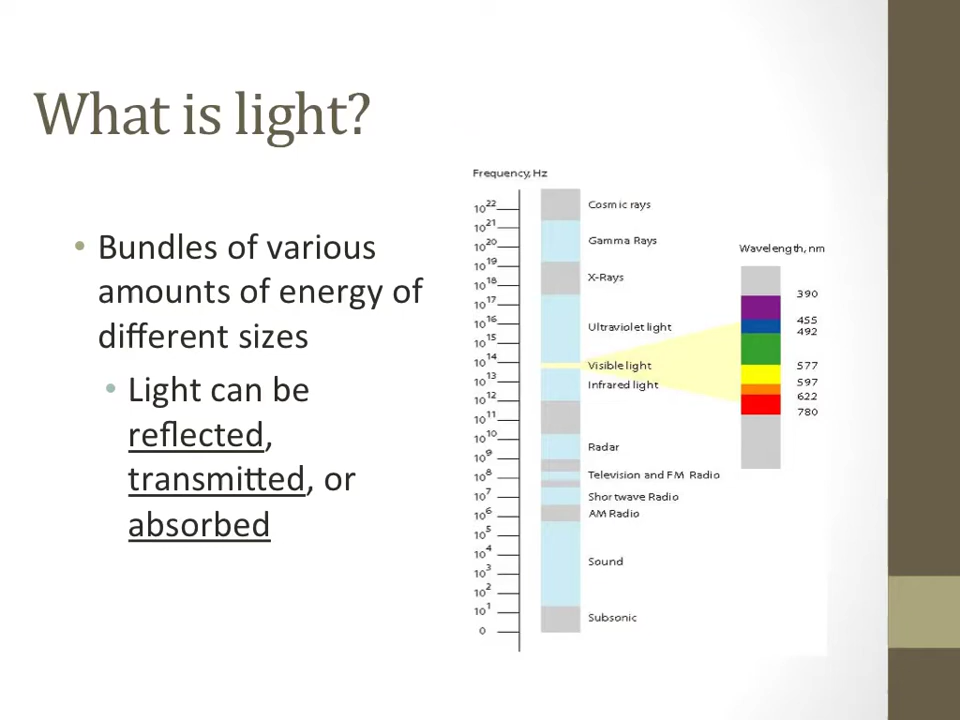 What is light?
• Bundles of various
amounts of energy of
different sizes
• Light can be
reflected,
transmitted, or
absorbed
Frequency, Hz
10²²
10²¹
10²⁰
10¹⁹
10¹⁸
10¹⁷
10¹⁶
10¹⁵
10¹⁴
10¹³
10¹²
10¹¹
10¹⁰
10⁹
10⁸
10⁷
10⁶
10⁵
10⁴
10³
10²
10¹
0
Cosmic rays
Gamma Rays
X-Rays
Ultraviolet light
Visible light
Infrared light
Radar
Television and FM Radio
Shortwave Radio
AM Radio
Sound
Subsonic
Wavelength, nm
390
455
492
577
597
622
780